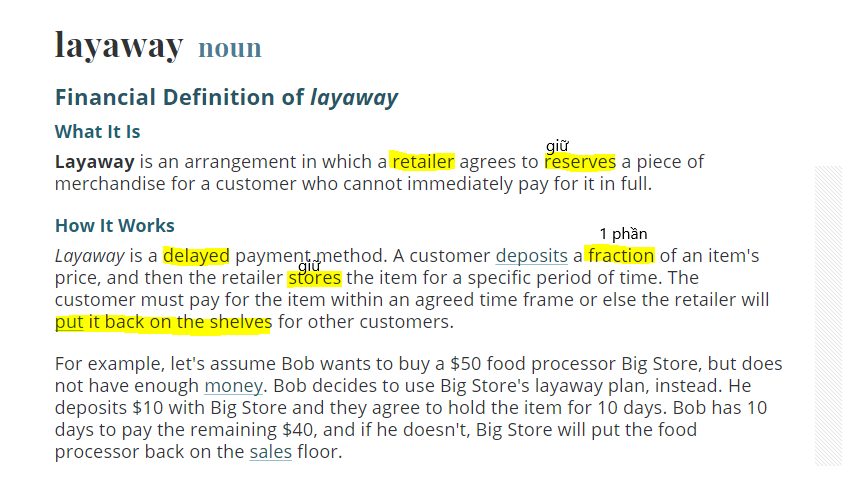 layaway noun
Financial Definition of layaway
What It Is
giữ
Layaway is an arrangement in which a retailer agrees to reserves a piece of
merchandise for a customer who cannot immediately pay for it in full.
How It Works
1 phần
Layaway is a delayed payment method. A customer deposits a fraction of an item's
giữ
price, and then the retailer stores the item for a specific period of time. The
customer must pay for the item within an agreed time frame or else the retailer will
put it back on the shelves for other customers.
For example, let's assume Bob wants to buy a $50 food processor Big Store, but does
not have enough money. Bob decides to use Big Store's layaway plan, instead. He
deposits $10 with Big Store and they agree to hold the item for 10 days. Bob has 10
days to pay the remaining $40, and if he doesn't, Big Store will put the food
processor back on the sales floor.